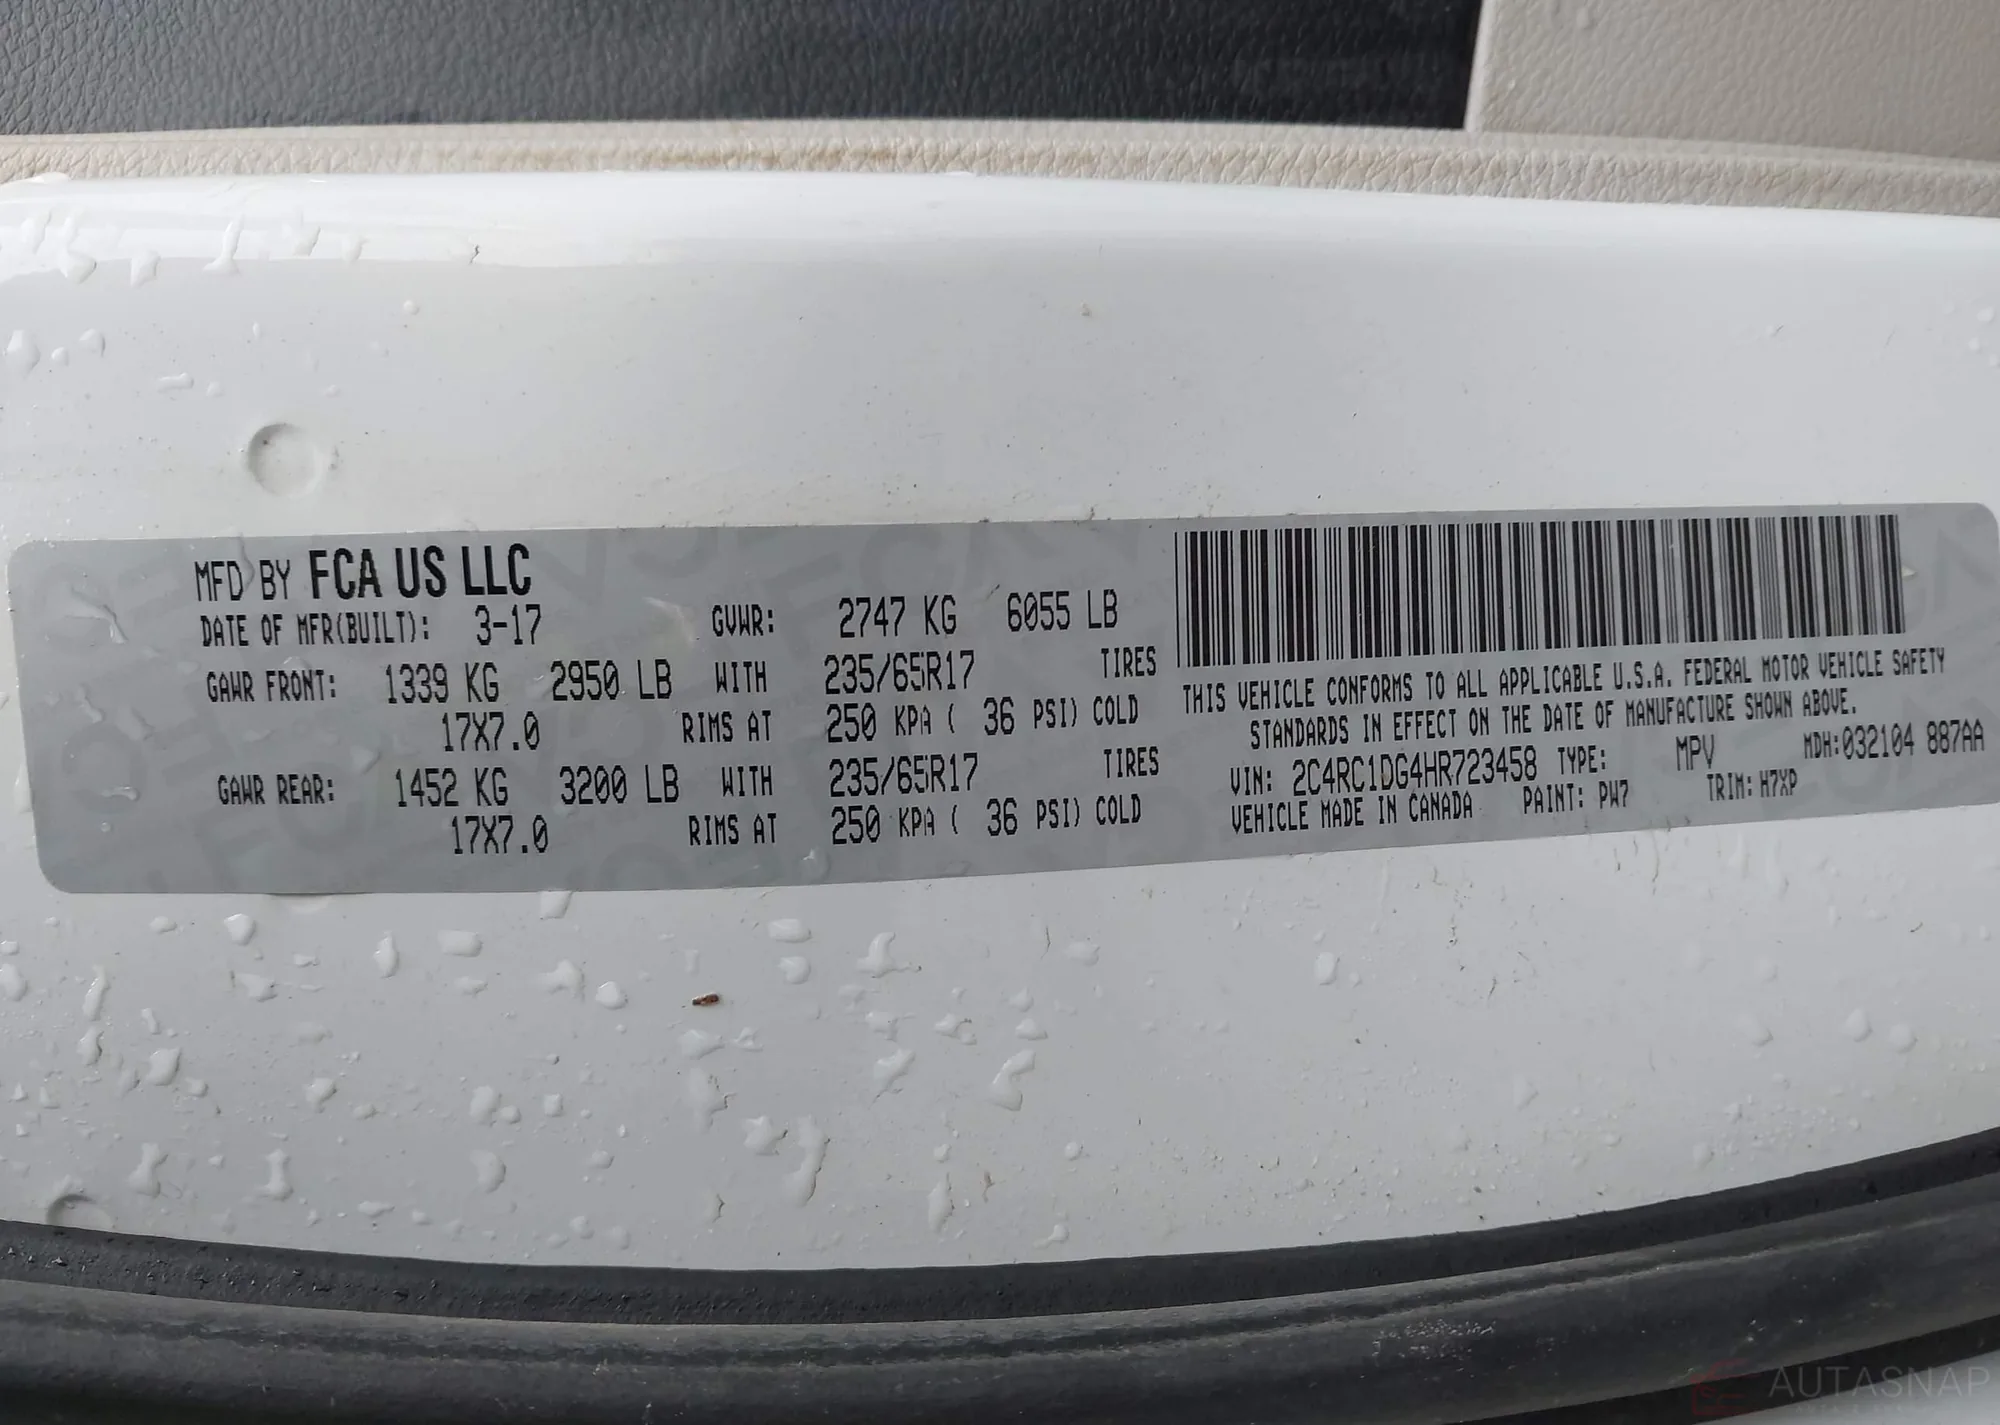 MFD BY FCA US LLC
DATE OF MFR(BUILT): 3-17 GVWR: 2747 KG 6055 LB
GAWR FRONT: 1339 KG 2950 LB WITH 235/65R17 TIRES
17X7.0 RIMS AT 250 KPA ( 36 PSI) COLD
GAWR REAR: 1452 KG 3200 LB WITH 235/65R17 TIRES
17X7.0 RIMS AT 250 KPA ( 36 PSI) COLD
THIS VEHICLE CONFORMS TO ALL APPLICABLE U.S.A. FEDERAL MOTOR VEHICLE SAFETY
STANDARDS IN EFFECT ON THE DATE OF MANUFACTURE SHOWN ABOVE.
VIN: 2C4RC1DG4HR723458 TYPE: MPV MDH:032104 887AA
VEHICLE MADE IN CANADA PAINT: PW7 TRIM: H7XP
AUTASNAP